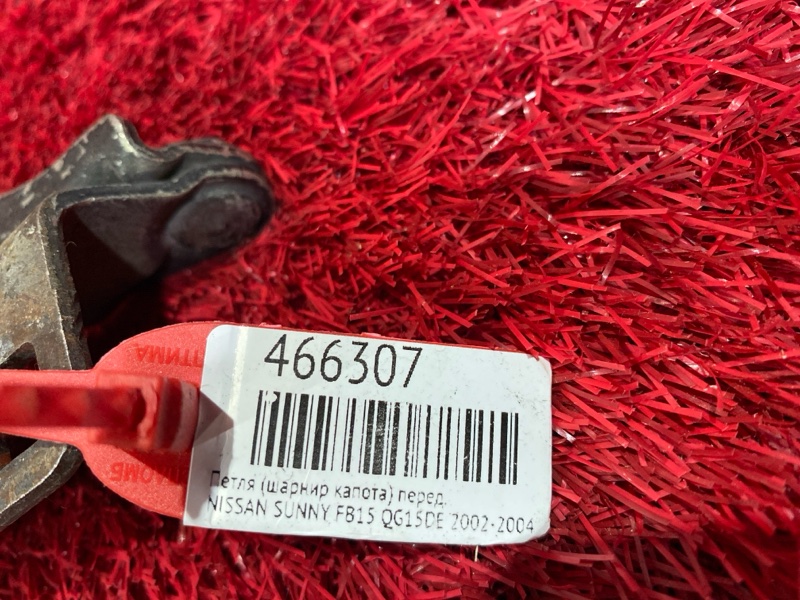 466307
Петля (шарнир капота) перед.
NISSAN SUNNY FB15 QG15DE 2002-2004